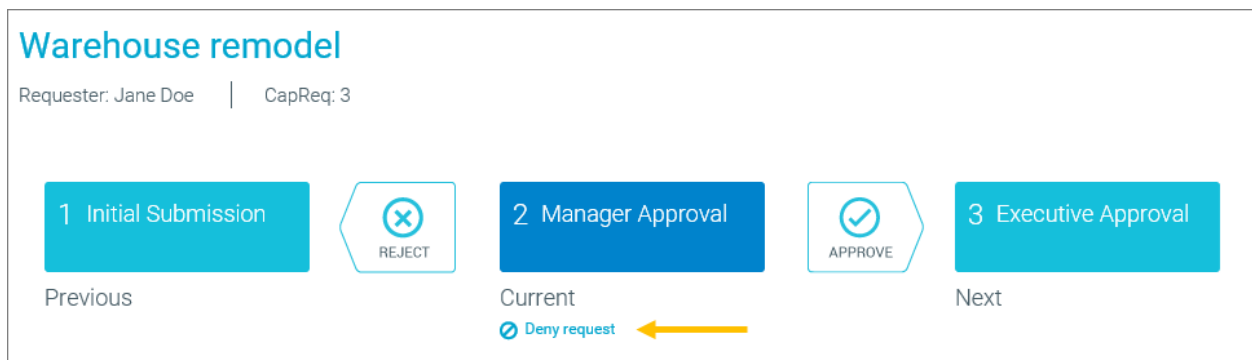 Warehouse remodel
Requester: Jane Doe | CapReq: 3
1 Initial Submission
REJECT
2 Manager Approval
APPROVE
3 Executive Approval
Previous
Current
Next
Deny request